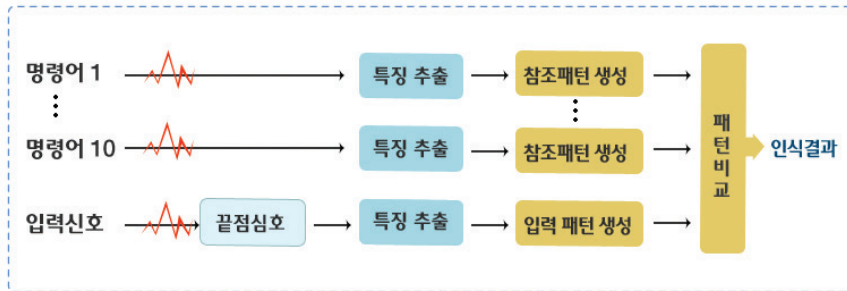 명령어 1 특징 추출 참조패턴 생성
명령어 10 특징 추출 참조패턴 생성
입력신호 끝점심호 특징 추출 입력 패턴 생성
패턴비교
인식결과